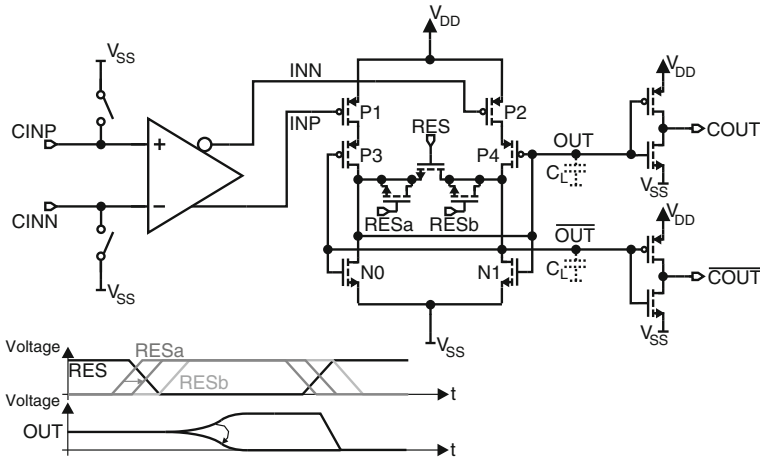 V_DD
V_SS
INN
CINP
INP
P1
P2
RES
P3
P4
OUT
C_L
V_DD
COUT
V_SS
CINN
RESa
RESb
V_SS
N0
N1
OUT
C_L
V_DD
COUT
V_SS
V_SS
Voltage
RES
RESa
RESb
t
Voltage
OUT
t